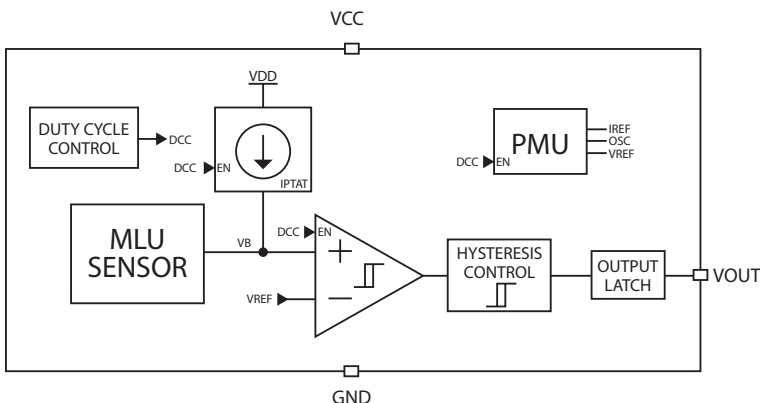 VCC
VDD
DUTY CYCLE
CONTROL
DCC
DCC
EN
IPTAT
PMU
IREF
OSC
VREF
DCC
EN
MLU
SENSOR
VB
DCC
EN
+
VREF
−
HYSTERESIS
CONTROL
OUTPUT
LATCH
VOUT
GND